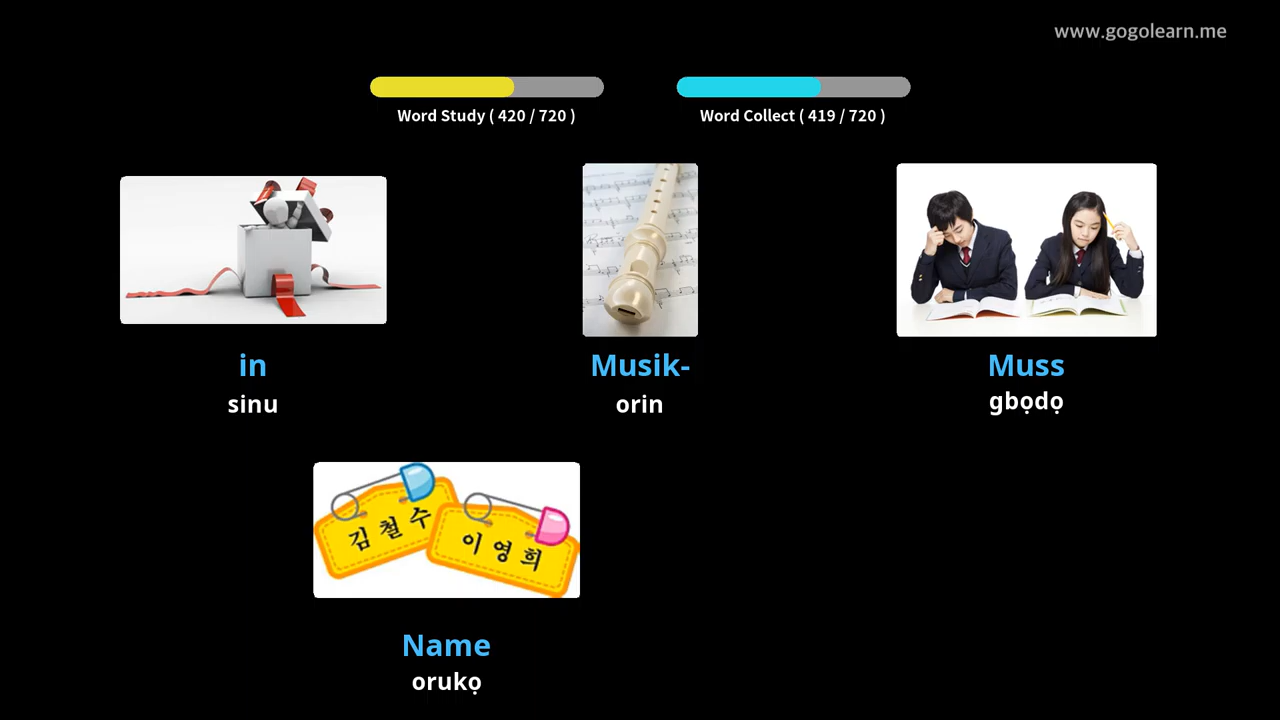 www.gogolearn.me
Word Study ( 420 / 720 )
Word Collect ( 419 / 720 )
in
sinu
Musik-
orin
Muss
gbọdọ
김철수
이영희
Name
orukọ